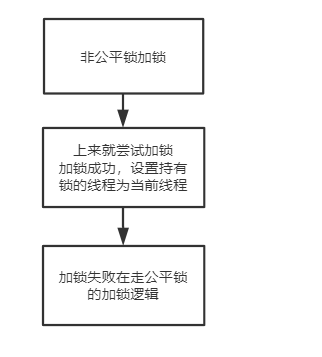 非公平锁加锁
上来就尝试加锁
加锁成功，设置持有
锁的线程为当前线程
加锁失败在走公平锁
的加锁逻辑